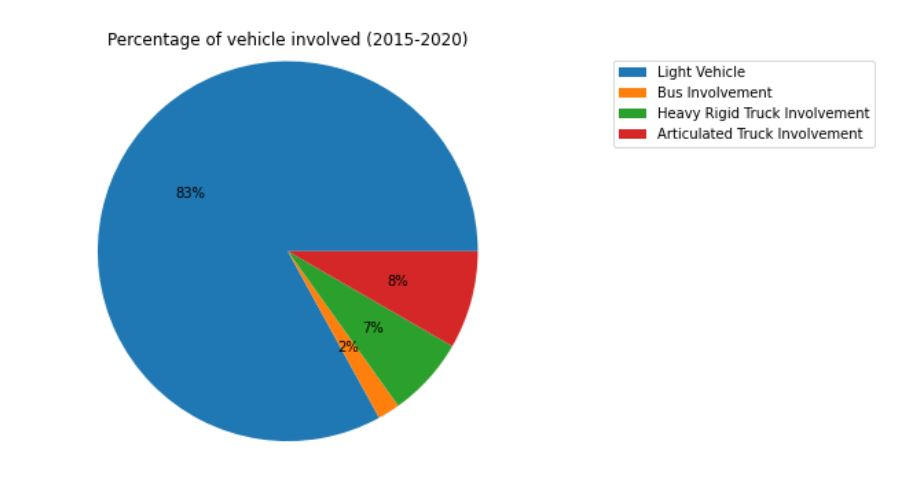 Percentage of vehicle involved (2015-2020)
Light Vehicle
Bus Involvement
Heavy Rigid Truck Involvement
Articulated Truck Involvement
83%
8%
7%
2%